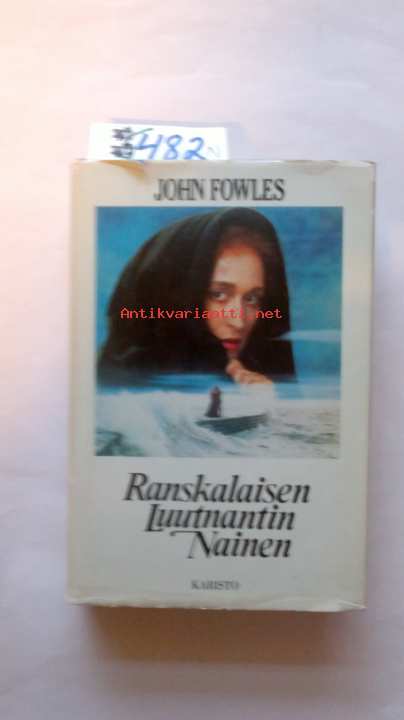 482
JOHN FOWLES
Antikvariaatti.net
Ranskalaisen
Luutnantin
Nainen
KARISTO